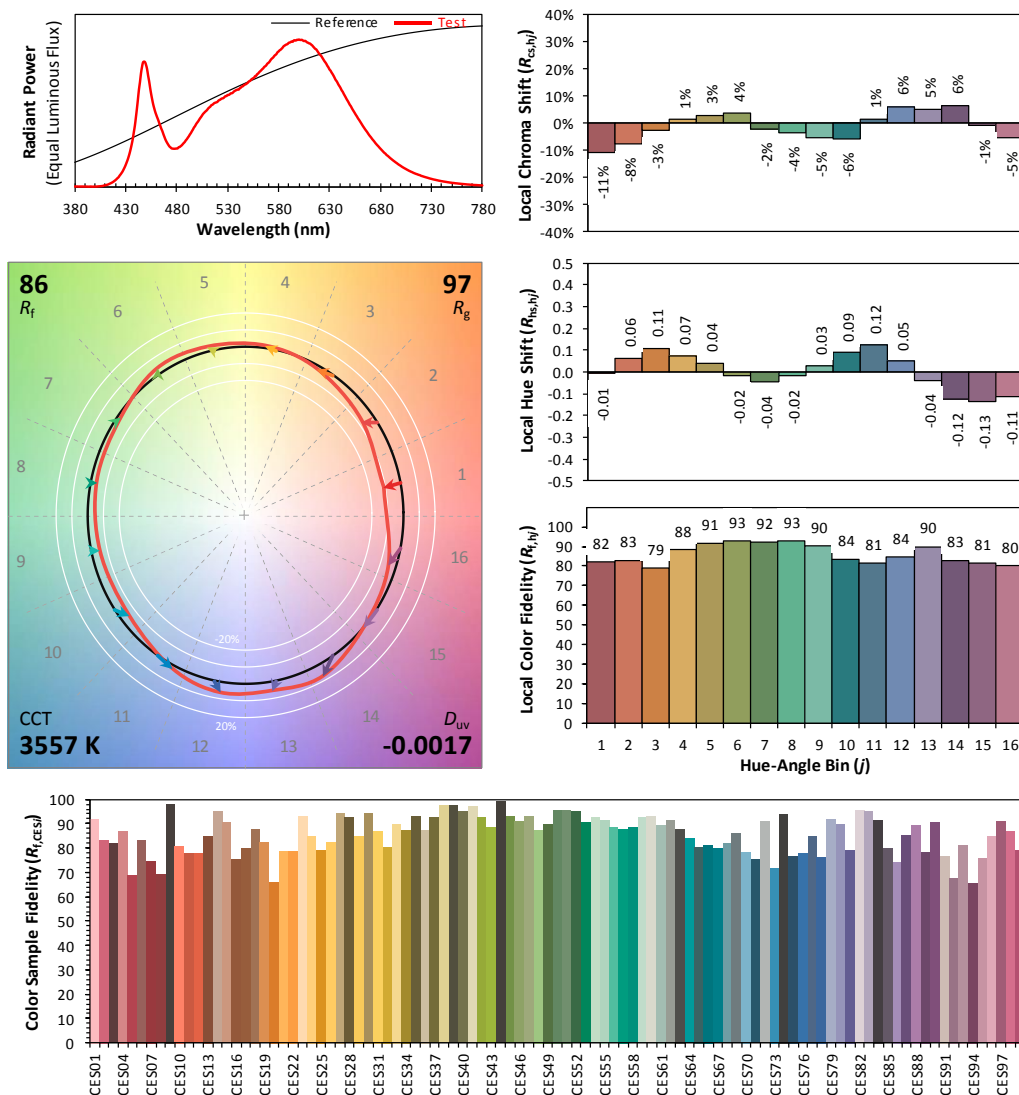 Radiant Power
(Equal Luminous Flux)
Reference
Test
380 430 480 530 580 630 680 730 780
Wavelength (nm)
Local Chroma Shift (Rcs,hj)
40%
30%
20%
10%
0%
-10%
-20%
-30%
-40%
-11% -8% -3% 1% 3% 4% -2% -4% -5% -6% 1% 6% 5% 6% -1% -5%
86
Rf
97
Rg
5 4
6 3
7 2
8 1
9 16
10 15
11 14
12 13
-20%
20%
CCT
3557 K
Duv
-0.0017
Local Hue Shift (Rhs,hj)
0.5
0.4
0.3
0.2
0.1
0.0
-0.1
-0.2
-0.3
-0.4
-0.5
-0.01 0.06 0.11 0.07 0.04 -0.02 -0.04 -0.02 0.03 0.09 0.12 0.05 -0.04 -0.12 -0.13 -0.11
Local Color Fidelity (Rf,hj)
100
90
80
70
60
50
40
30
20
10
0
82 83 79 88 91 93 92 93 90 84 81 84 90 83 81 80
1 2 3 4 5 6 7 8 9 10 11 12 13 14 15 16
Hue-Angle Bin (j)
Color Sample Fidelity (Rf,CESi)
100
90
80
70
60
50
40
30
20
10
0
CES01 CES04 CES07 CES10 CES13 CES16 CES19 CES22 CES25 CES28 CES31 CES34 CES37 CES40 CES43 CES46 CES49 CES52 CES55 CES58 CES61 CES64 CES67 CES70 CES73 CES76 CES79 CES82 CES85 CES88 CES91 CES94 CES97